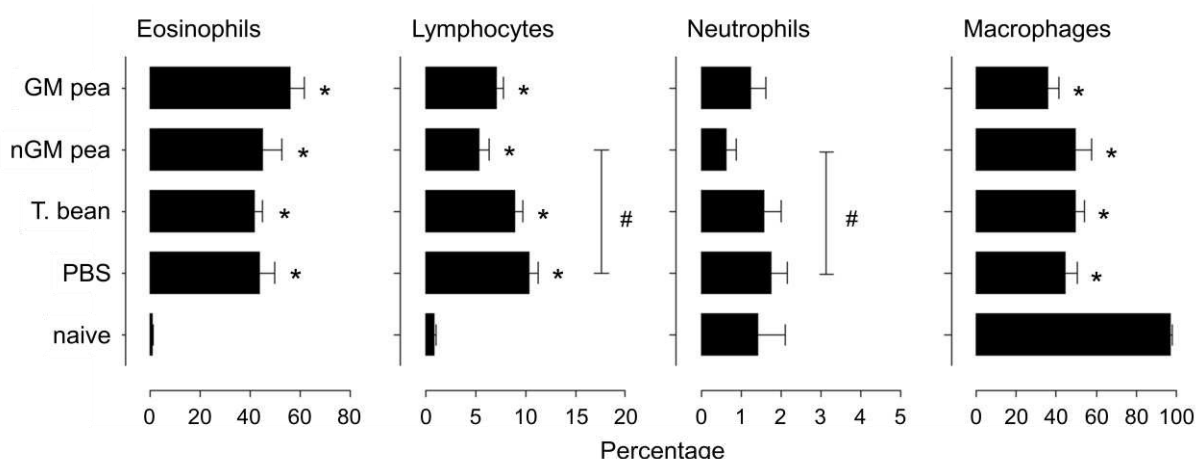 Eosinophils Lymphocytes Neutrophils Macrophages
GM pea * * *
nGM pea * * *
T. bean * * # # *
PBS * * *
naive
0 20 40 60 80 0 5 10 15 20 0 1 2 3 4 5 0 20 40 60 80 100
Percentage